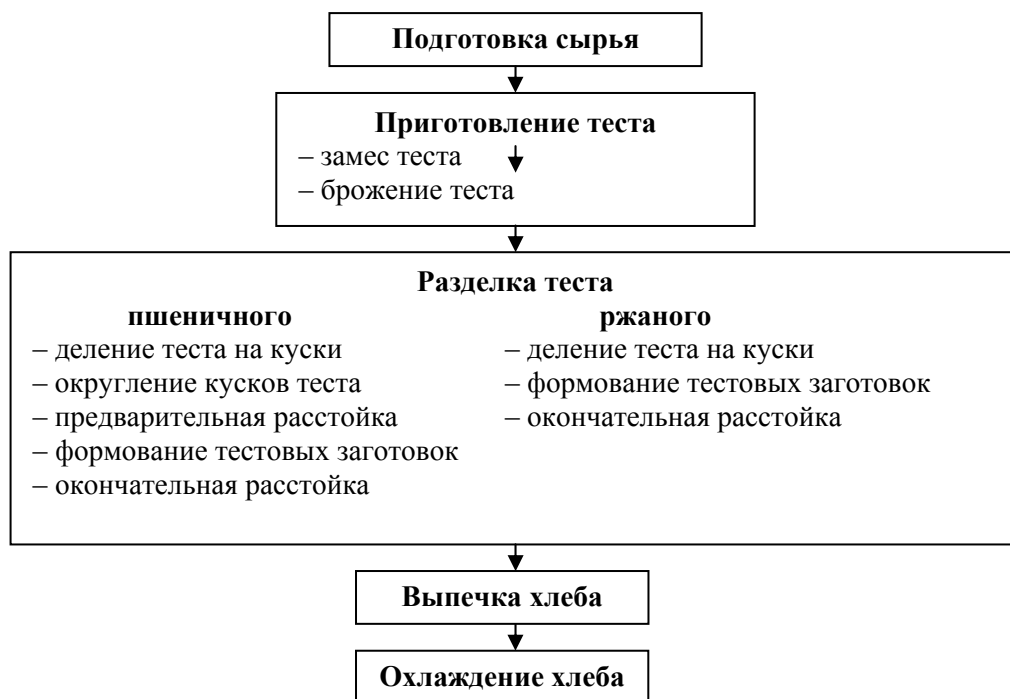 Подготовка сырья
Приготовление теста
– замес теста
– брожение теста
Разделка теста
пшеничного
– деление теста на куски
– округление кусков теста
– предварительная расстойка
– формование тестовых заготовок
– окончательная расстойка
ржаного
– деление теста на куски
– формование тестовых заготовок
– окончательная расстойка
Выпечка хлеба
Охлаждение хлеба